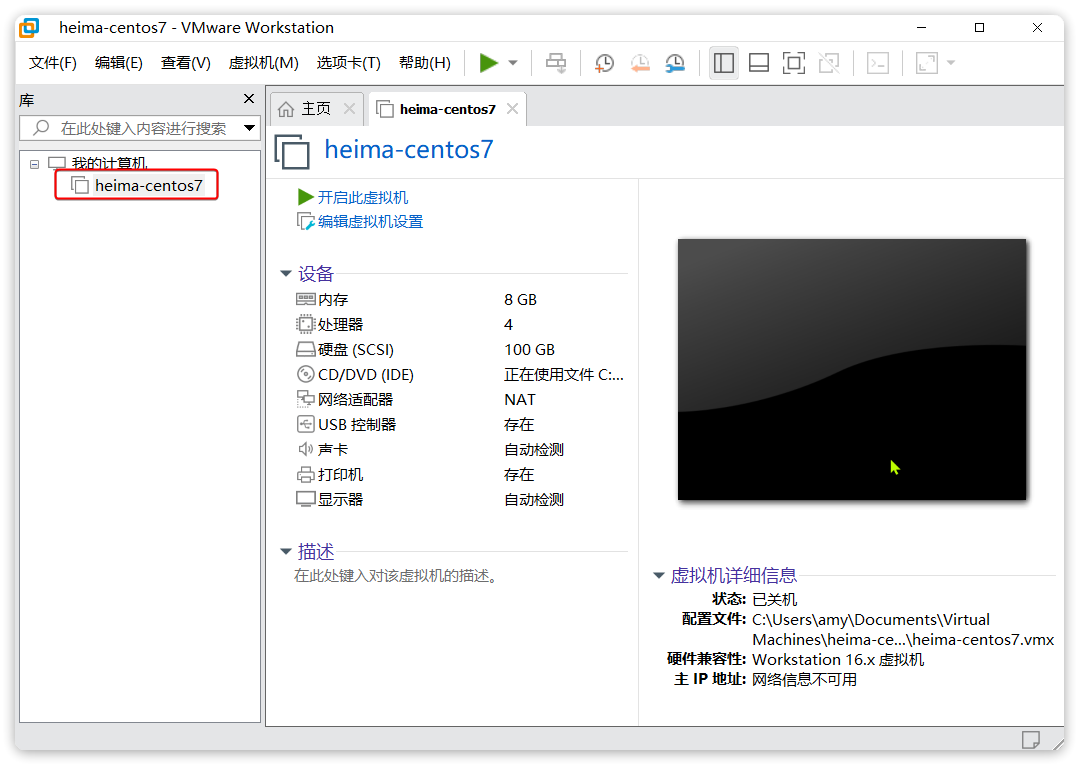 heima-centos7 - VMware Workstation
文件(F) 编辑(E) 查看(V) 虚拟机(M) 选项卡(T) 帮助(H)
库
在此处键入内容进行搜索
我的计算机
heima-centos7
主页
heima-centos7
heima-centos7
开启此虚拟机
编辑虚拟机设置
设备
内存 8 GB
处理器 4
硬盘 (SCSI) 100 GB
CD/DVD (IDE) 正在使用文件 C:...
网络适配器 NAT
USB 控制器 存在
声卡 自动检测
打印机 存在
显示器 自动检测
描述
在此处键入对该虚拟机的描述。
虚拟机详细信息
状态: 已关机
配置文件: C:\Users\amy\Documents\Virtual
Machines\heima-ce...\heima-centos7.vmx
硬件兼容性: Workstation 16.x 虚拟机
主 IP 地址: 网络信息不可用